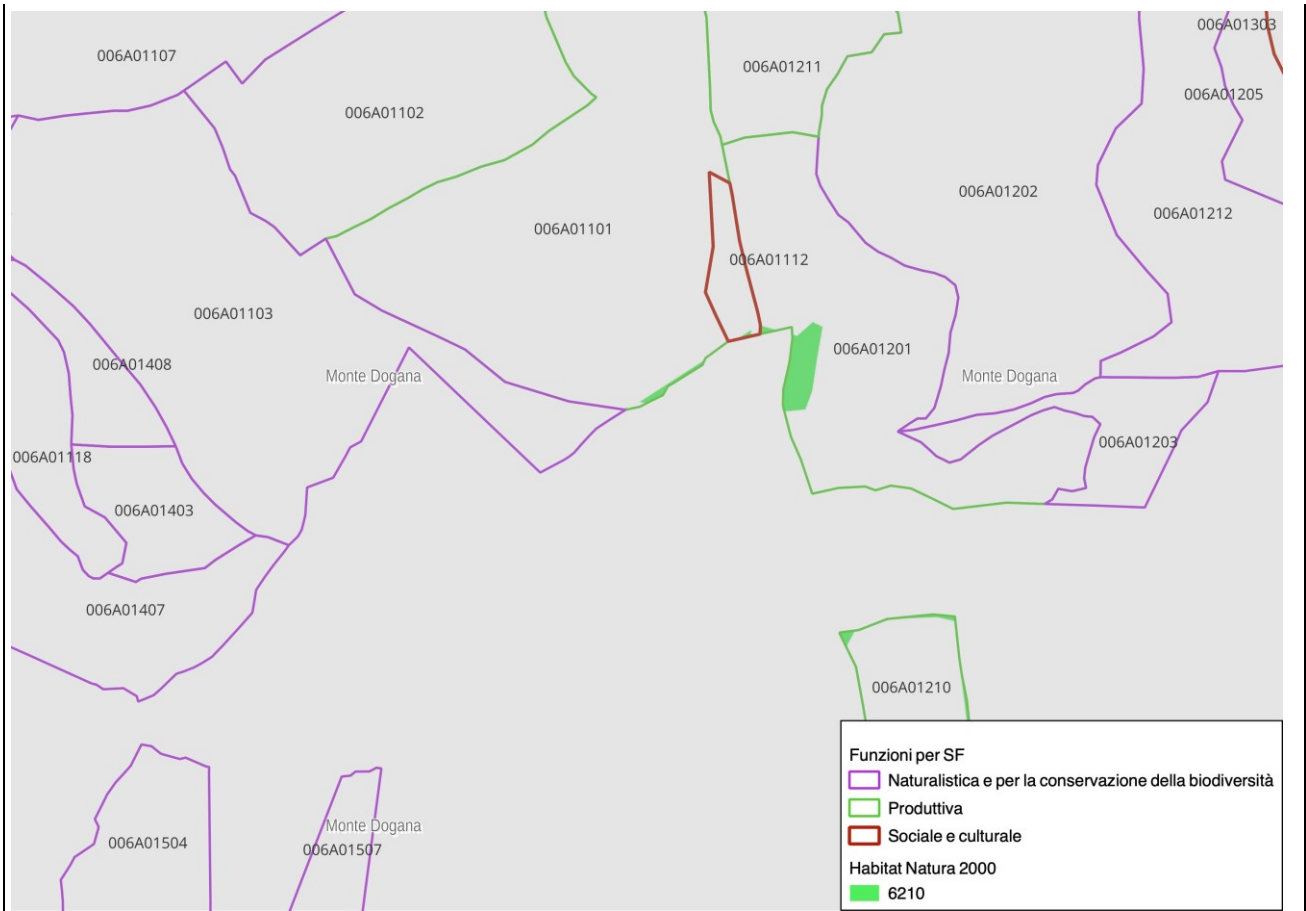 006A01303
006A01107
006A01211
006A01205
006A01102
006A01202
006A01212
006A01101
006A01112
006A01103
006A01201
006A01408
Monte Dogana
Monte Dogana
006A01203
006A01118
006A01403
006A01407
006A01210
Funzioni per SF
Naturalistica e per la conservazione della biodiversità
Produttiva
Sociale e culturale
Habitat Natura 2000
6210
Monte Dogana
006A01504
006A01507